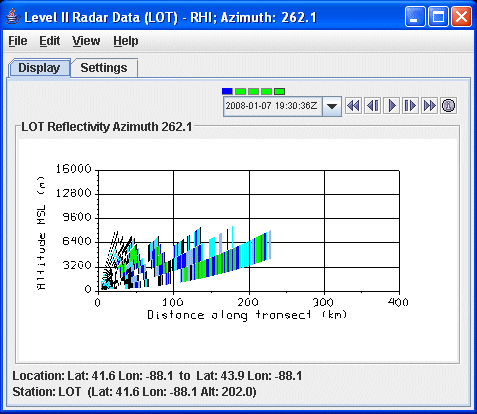 Level II Radar Data (LOT) - RHI; Azimuth: 262.1
File Edit View Help
Display Settings
2008-01-07 19:30:36Z
LOT Reflectivity Azimuth 262.1
Altitude MSL (m)
16000
12800
9600
6400
3200
0
0 100 200 300 400
Distance along transect (km)
Location: Lat: 41.6 Lon: -88.1 to Lat: 43.9 Lon: -88.1
Station: LOT (Lat: 41.6 Lon: -88.1 Alt: 202.0)